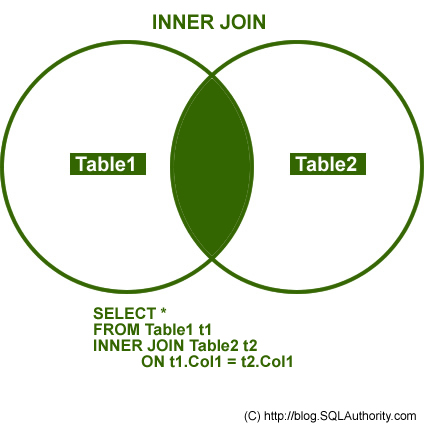 INNER JOIN
Table1
Table2
SELECT *
FROM Table1 t1
INNER JOIN Table2 t2
ON t1.Col1 = t2.Col1
(C) http://blog.SQLAuthority.com